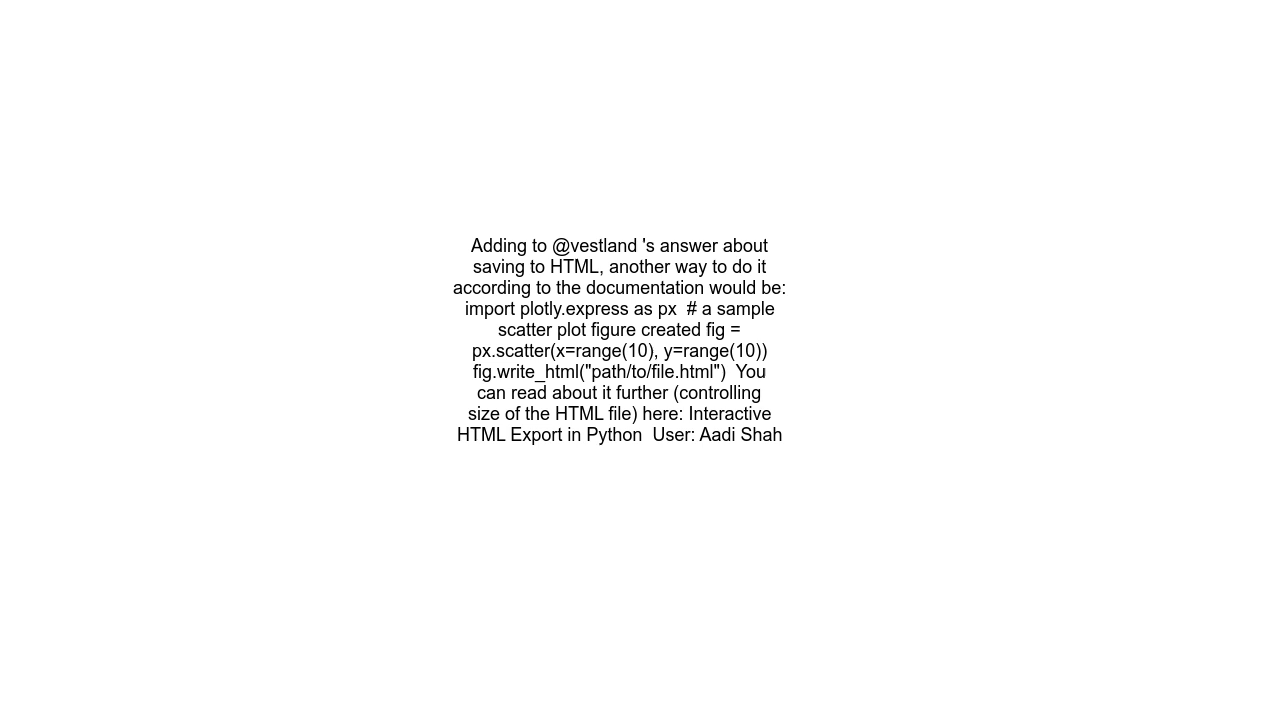 Adding to @vestland 's answer about
saving to HTML, another way to do it
according to the documentation would be:
import plotly.express as px  # a sample
scatter plot figure created fig =
px.scatter(x=range(10), y=range(10))
fig.write_html("path/to/file.html")  You
can read about it further (controlling
size of the HTML file) here: Interactive
HTML Export in Python  User: Aadi Shah